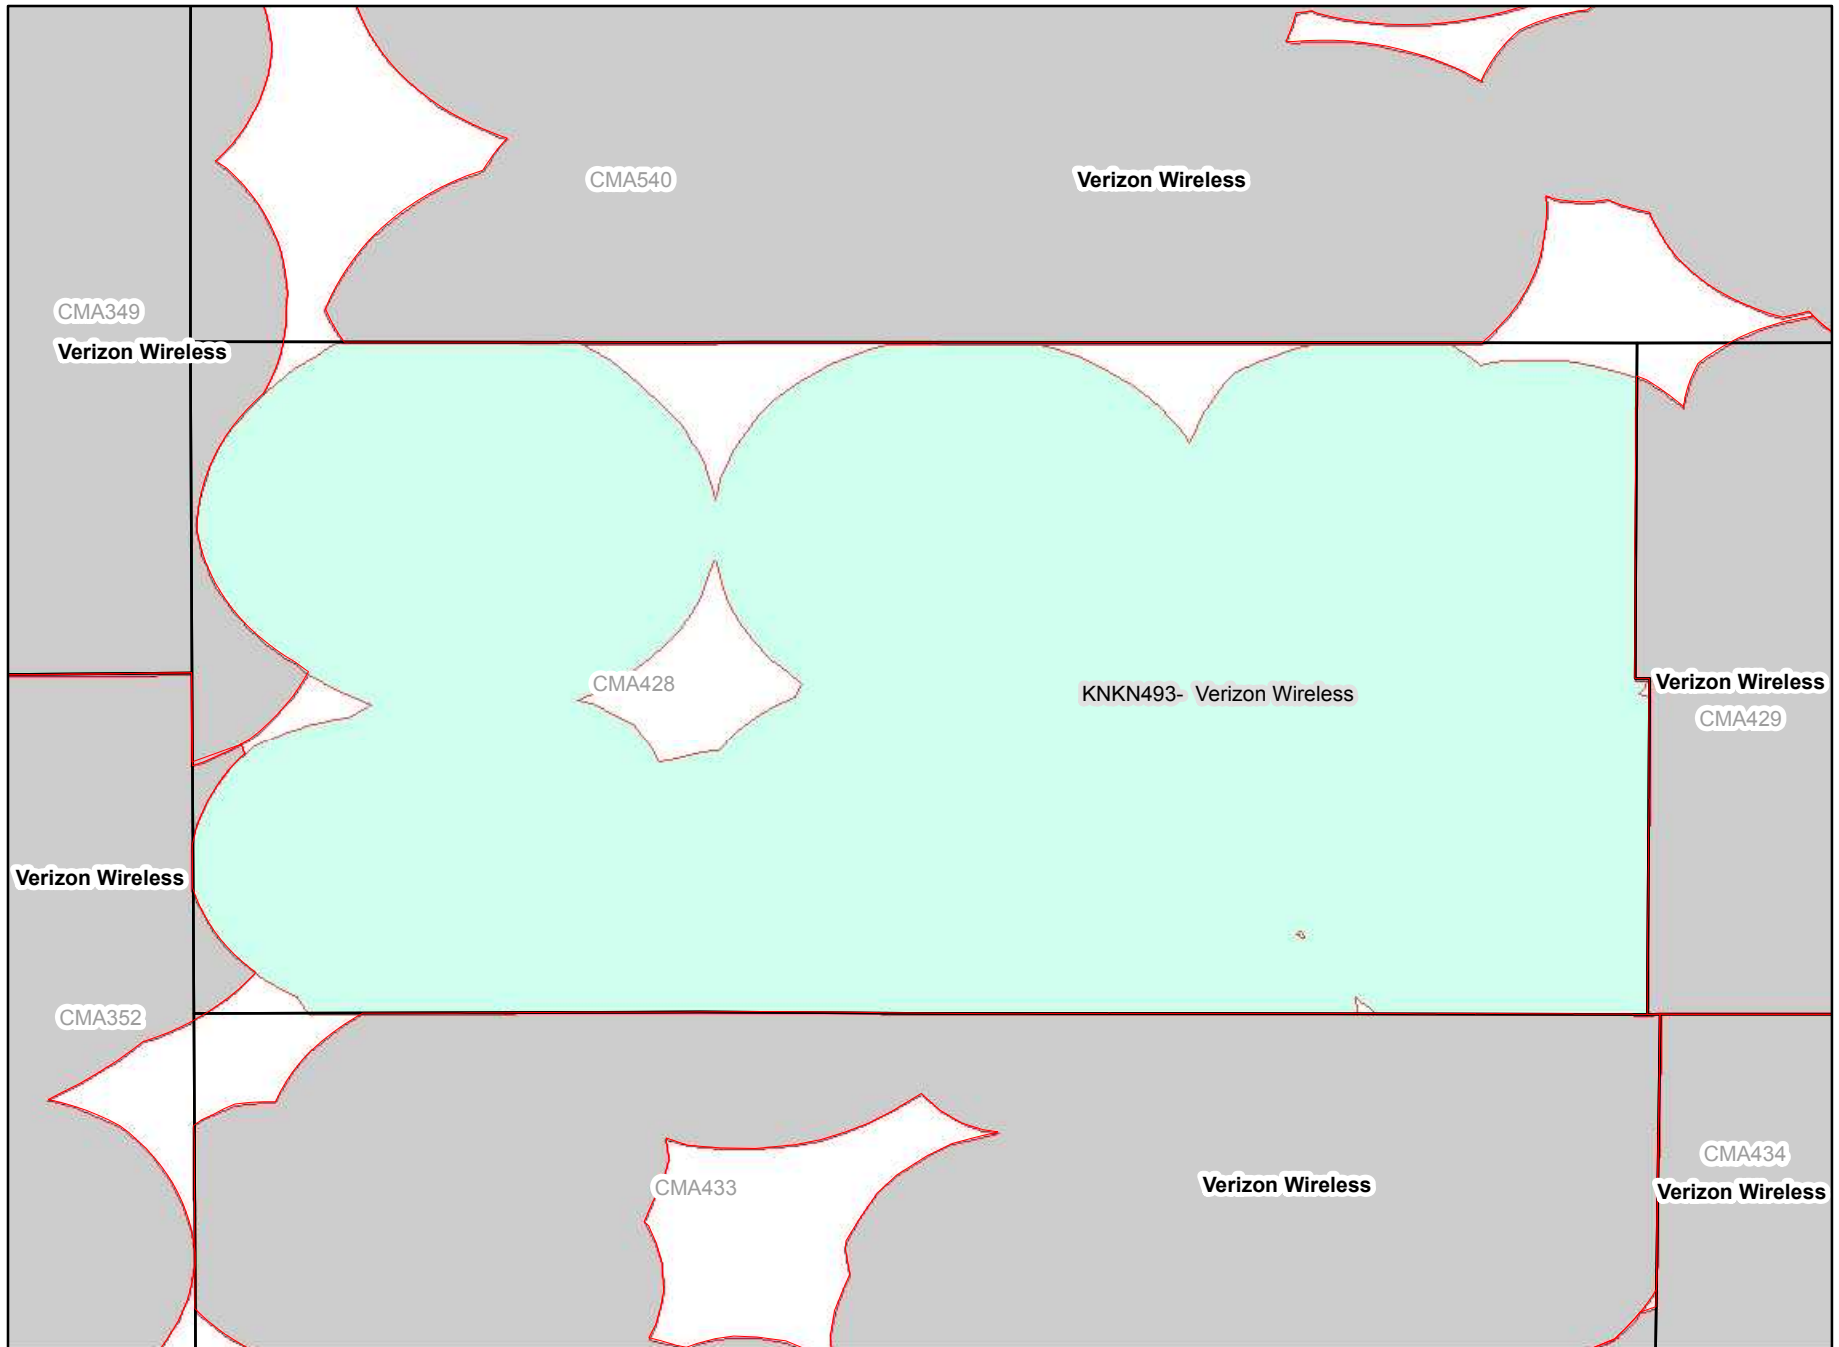 CMA540
Verizon Wireless
CMA349
Verizon Wireless
CMA428
KNKN493- Verizon Wireless
Verizon Wireless
CMA429
Verizon Wireless
CMA352
CMA433
Verizon Wireless
CMA434
Verizon Wireless